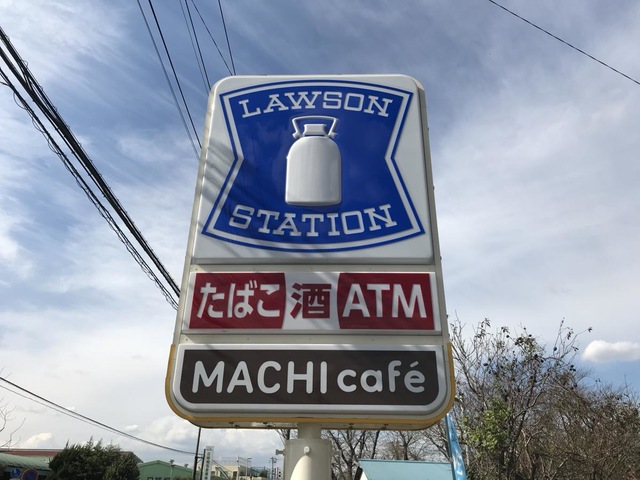 LAWSON
STATION
たばこ 酒 ATM
MACHI café